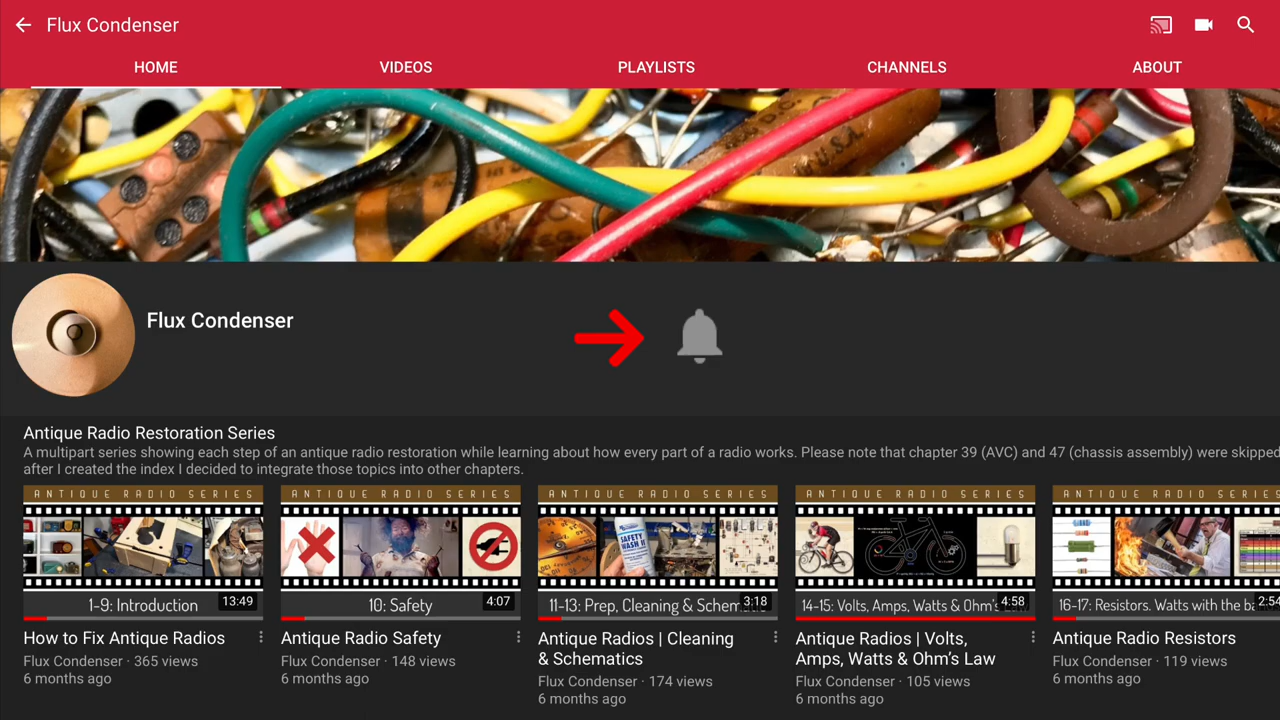 Flux Condenser
HOME VIDEOS PLAYLISTS CHANNELS ABOUT
U.S.A.
Flux Condenser
Antique Radio Restoration Series
A multipart series showing each step of an antique radio restoration while learning about how every part of a radio works. Please note that chapter 39 (AVC) and 47 (chassis assembly) were skipped
after I created the index I decided to integrate those topics into other chapters.
ANTIQUE RADIO SERIES
1-9: Introduction
13:49
How to Fix Antique Radios
Flux Condenser · 365 views
6 months ago
ANTIQUE RADIO SERIES
10: Safety
4:07
Antique Radio Safety
Flux Condenser · 148 views
6 months ago
ANTIQUE RADIO SERIES
SAFETY
WASH II
11-13: Prep, Cleaning &
3:18
Antique Radios | Cleaning
& Schematics
Flux Condenser · 174 views
6 months ago
ANTIQUE RADIO SERIES
14-15: Volts, Amps, Watts & Ohm's
4:58
Antique Radios | Volts,
Amps, Watts & Ohm’s Law
Flux Condenser · 105 views
6 months ago
ANTIQUE RADIO SERIES
16-17: Resistors. Watts with the
2:54
Antique Radio Resistors
Flux Condenser · 119 views
6 months ago